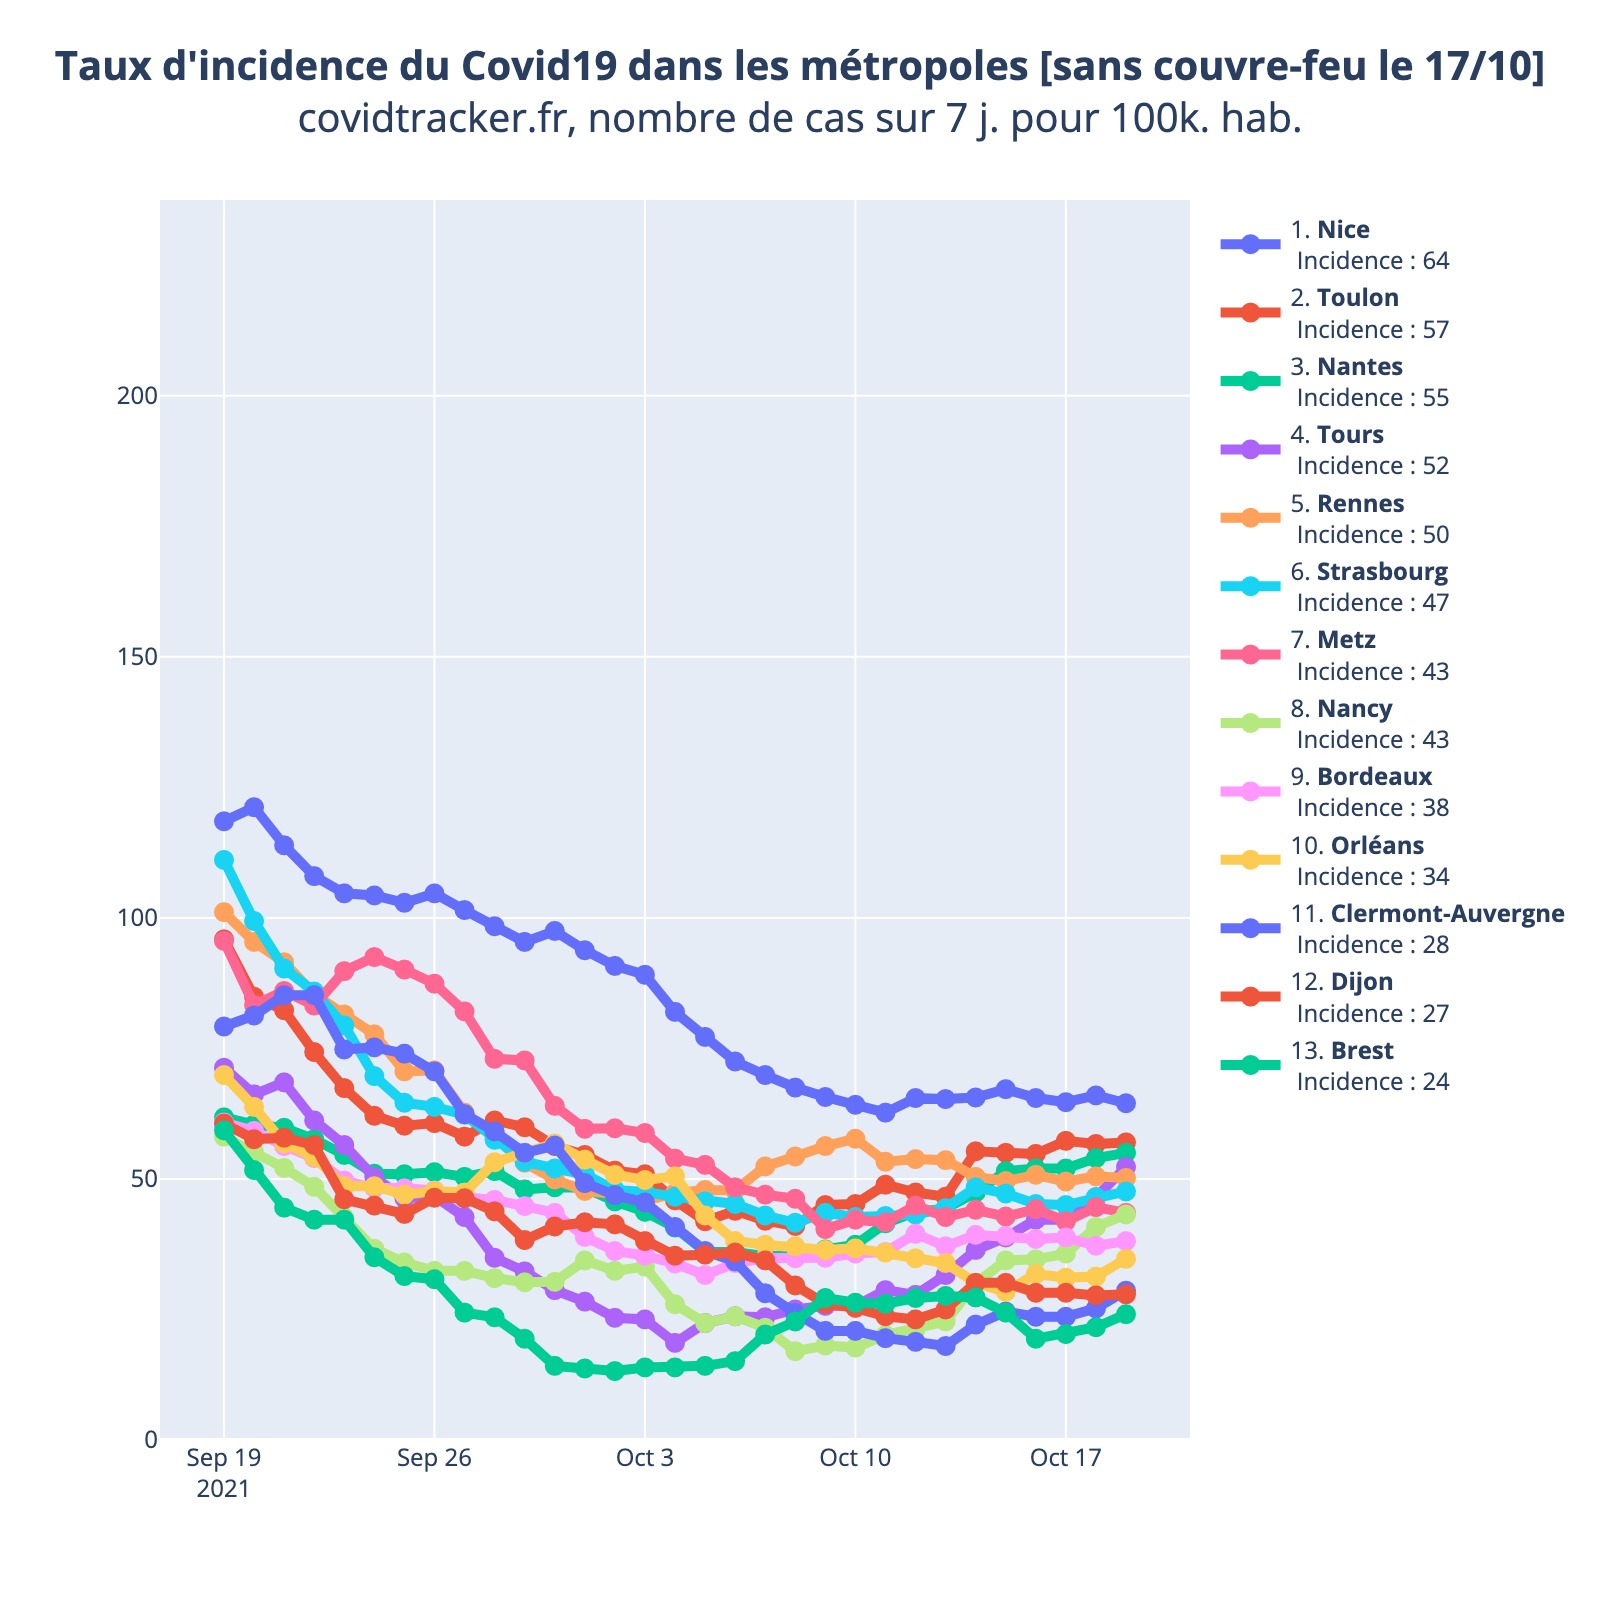 Taux d'incidence du Covid19 dans les métropoles [sans couvre-feu le 17/10]
covidtracker.fr, nombre de cas sur 7 j. pour 100k. hab.
200
150
100
50
0
Sep 19
2021
Sep 26
Oct 3
Oct 10
Oct 17
1. Nice
Incidence : 64
2. Toulon
Incidence : 57
3. Nantes
Incidence : 55
4. Tours
Incidence : 52
5. Rennes
Incidence : 50
6. Strasbourg
Incidence : 47
7. Metz
Incidence : 43
8. Nancy
Incidence : 43
9. Bordeaux
Incidence : 38
10. Orléans
Incidence : 34
11. Clermont-Auvergne
Incidence : 28
12. Dijon
Incidence : 27
13. Brest
Incidence : 24